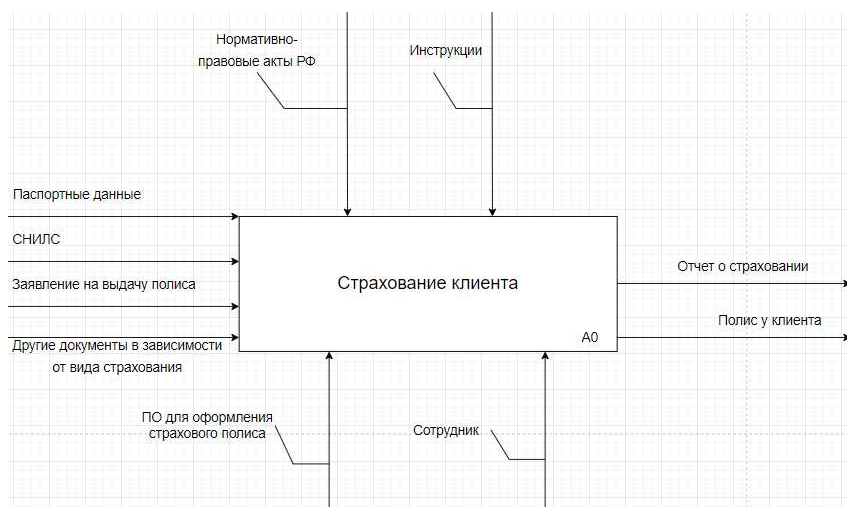 Нормативно-
правовые акты РФ
Инструкции
Паспортные данные
СНИЛС
Заявление на выдачу полиса
Другие документы в зависимости
от вида страхования
Страхование клиента
A0
Отчет о страховании
Полис у клиента
ПО для оформления
страхового полиса
Сотрудник